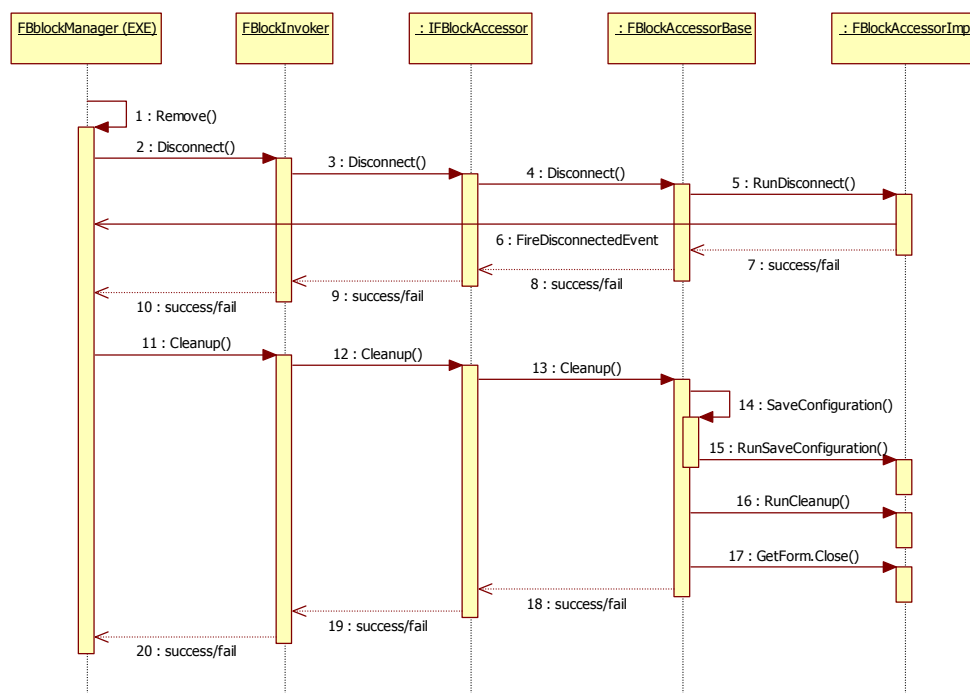 FBblockManager (EXE)
FBlockInvoker
: IFBlockAccessor
: FBlockAccessorBase
: FBlockAccessorImp
1 : Remove()
2 : Disconnect()
3 : Disconnect()
4 : Disconnect()
5 : RunDisconnect()
6 : FireDisconnectedEvent
7 : success/fail
8 : success/fail
9 : success/fail
10 : success/fail
11 : Cleanup()
12 : Cleanup()
13 : Cleanup()
14 : SaveConfiguration()
15 : RunSaveConfiguration()
16 : RunCleanup()
17 : GetForm.Close()
18 : success/fail
19 : success/fail
20 : success/fail